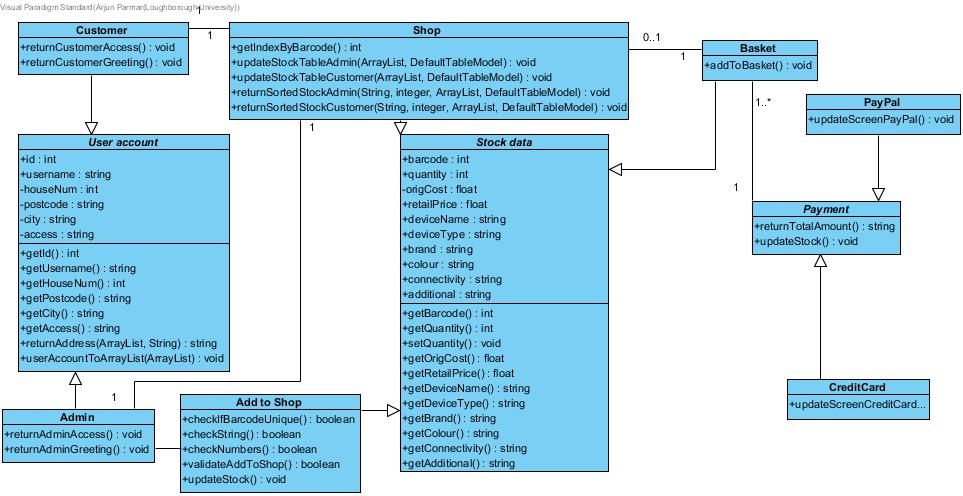 Visual Paradigm Standard(Arjun Parmar(Loughborough University))
1
Customer
+returnCustomerAccess() : void
+returnCustomerGreeting() : void
1
Shop
+getIndexByBarcode() : int
+updateStockTableAdmin(ArrayList, DefaultTableModel) : void
+updateStockTableCustomer(ArrayList, DefaultTableModel) : void
+returnSortedStockAdmin(String, integer, ArrayList, DefaultTableModel) : void
+returnSortedStockCustomer(String, integer, ArrayList, DefaultTableModel) : void
0..1
1
Basket
+addToBasket() : void
1..*
1
PayPal
+updateScreenPayPal() : void
User account
+id : int
+username : string
-houseNum : int
-postcode : string
-city : string
-access : string
+getId() : int
+getUsername() : string
+getHouseNum() : int
+getPostcode() : string
+getCity() : string
+getAccess() : string
+returnAddress(ArrayList, String) : string
+userAccountToArrayList(ArrayList) : void
1
Stock data
+barcode : int
+quantity : int
-origCost : float
+retailPrice : float
+deviceName : string
+deviceType : string
+brand : string
+colour : string
+connectivity : string
+additional : string
+getBarcode() : int
+getQuantity() : int
+setQuantity() : void
+getOrigCost() : float
+getRetailPrice() : float
+getDeviceName() : string
+getDeviceType() : string
+getBrand() : string
+getColour() : string
+getConnectivity() : string
+getAdditional() : string
Payment
+returnTotalAmount() : string
+updateStock() : void
CreditCard
+updateScreenCreditCard...
1
Admin
+returnAdminAccess() : void
+returnAdminGreeting() : void
Add to Shop
+checkIfBarcodeUnique() : boolean
+checkString() : boolean
+checkNumbers() : boolean
+validateAddToShop() : boolean
+updateStock() : void